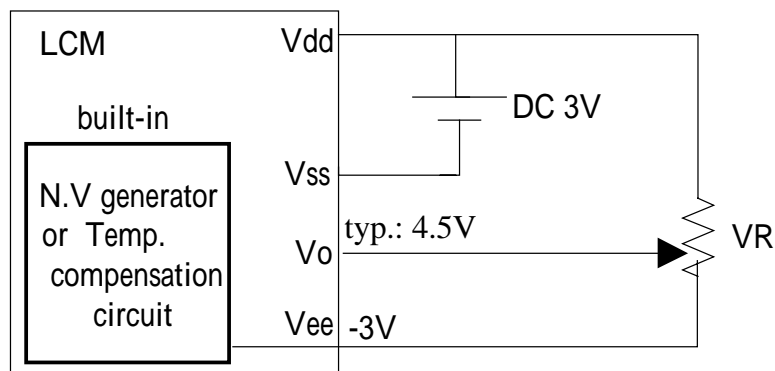 LCM
Vdd
built-in
DC 3V
Vss
N.V generator
or Temp.
compensation
circuit
typ.: 4.5V
Vo
VR
Vee
-3V